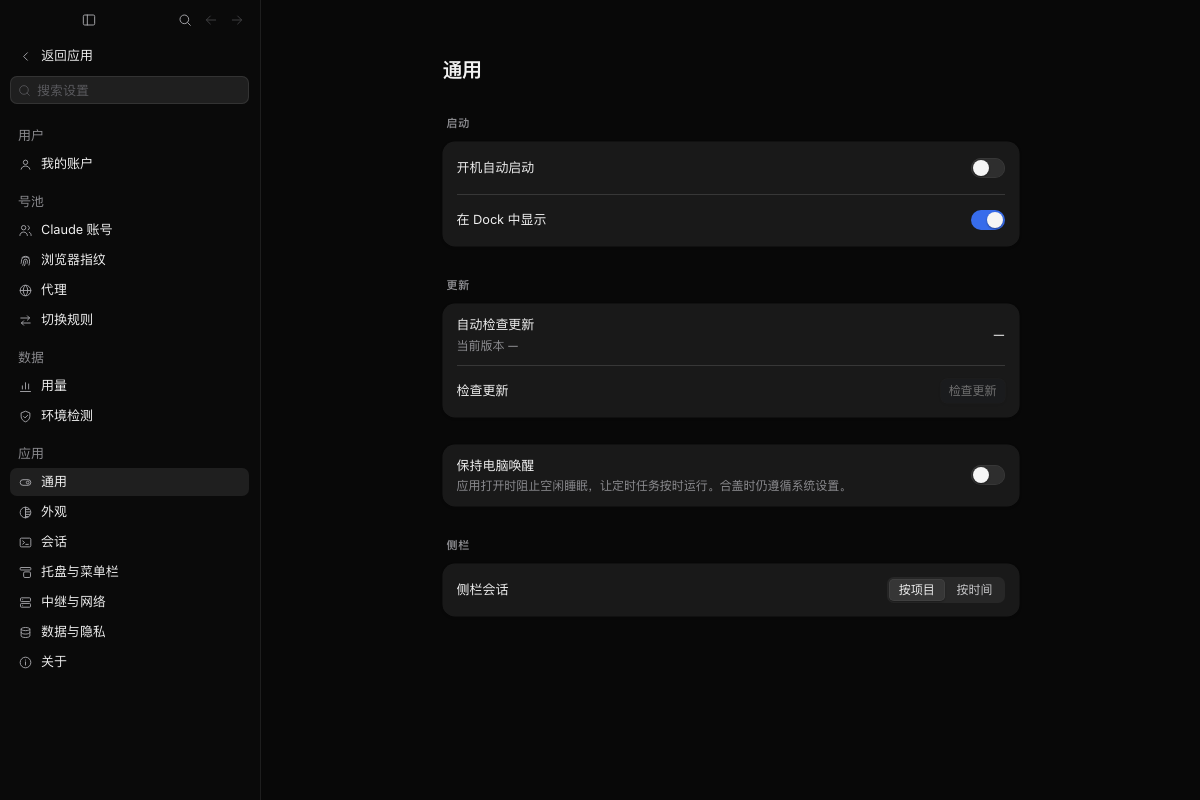 返回应用
搜索设置
用户
我的账户
号池
Claude 账号
浏览器指纹
代理
切换规则
数据
用量
环境检测
应用
通用
外观
会话
托盘与菜单栏
中继与网络
数据与隐私
关于
通用
启动
开机自动启动
在 Dock 中显示
更新
自动检查更新
当前版本 —
—
检查更新
检查更新
保持电脑唤醒
应用打开时阻止空闲睡眠，让定时任务按时运行。合盖时仍遵循系统设置。
侧栏
侧栏会话
按项目 按时间